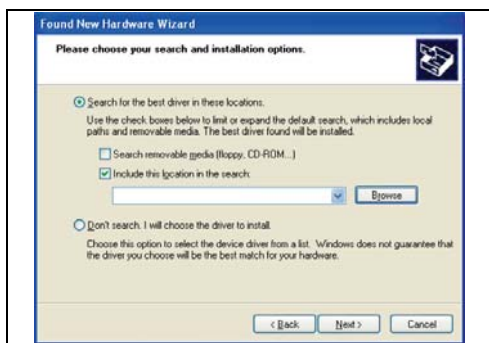 Found New Hardware Wizard
Please choose your search and installation options.
Search for the best driver in these locations.
Use the check boxes below to limit or expand the default search, which includes local
paths and removable media. The best driver found will be installed.
Search removable media (floppy, CD-ROM...)
Include this location in the search:
Browse
Don't search. I will choose the driver to install.
Choose this option to select the device driver from a list. Windows does not guarantee that
the driver you choose will be the best match for your hardware.
< Back Next > Cancel